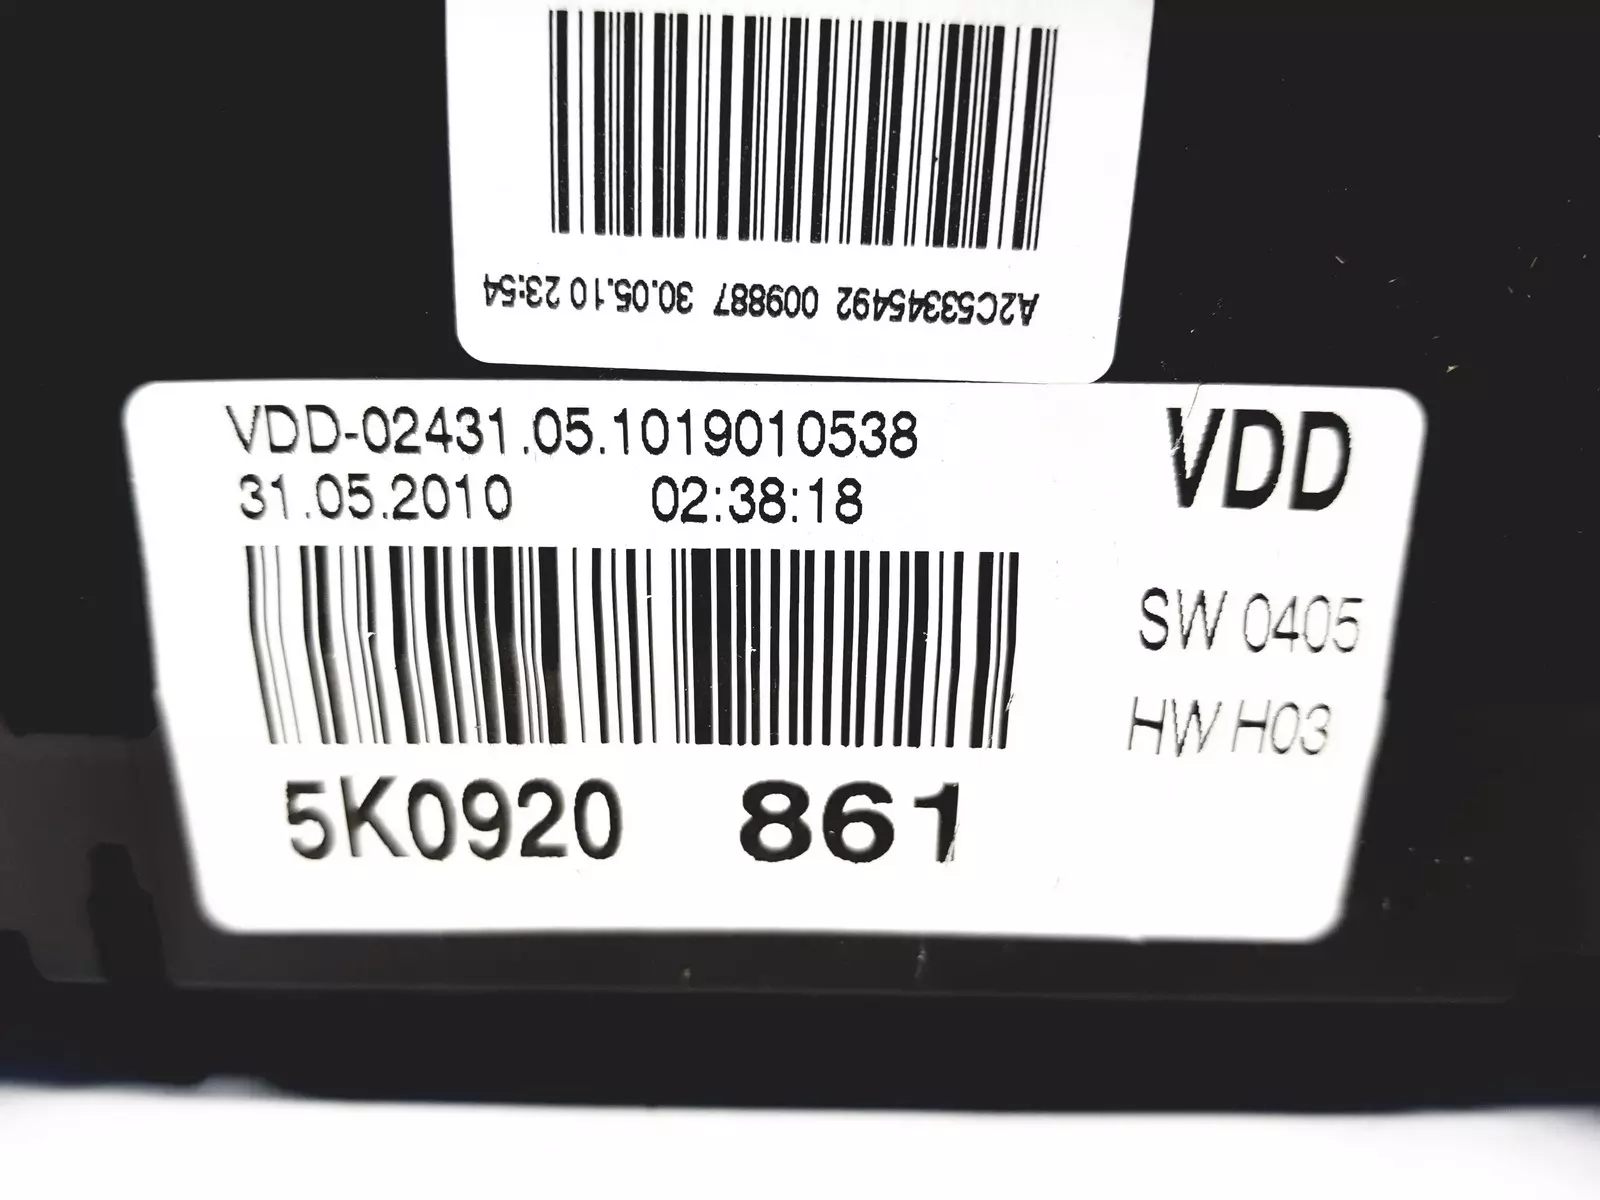 A2C53345492 009887 30.05.10 23:54
VDD-02431.05.1019010538
31.05.2010 02:38:18
VDD
SW 0405
HW H03
5K0920 861